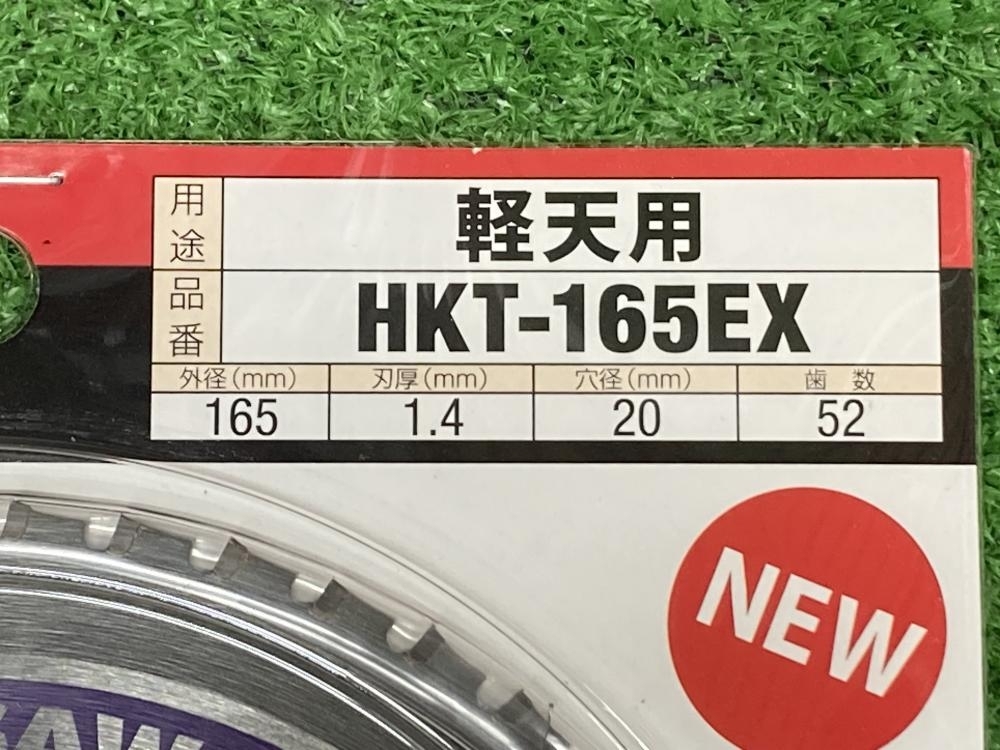 用途 軽天用
品番 HKT-165EX
外径(mm) 刃厚(mm) 穴径(mm) 歯 数
165 1.4 20 52
NEW